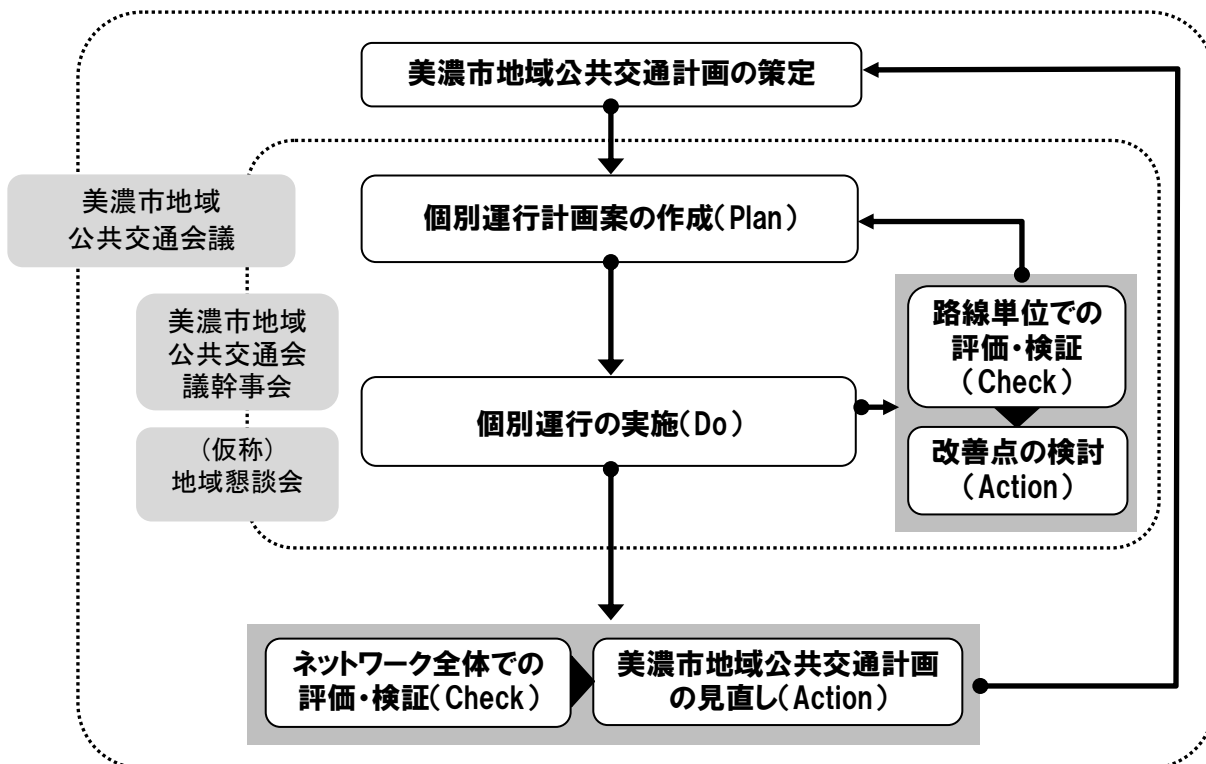 美濃市地域公共交通計画の策定
美濃市地域
公共交通会議
個別運行計画案の作成(Plan)
美濃市地域
公共交通会
議幹事会
路線単位での
評価・検証
(Check)
個別運行の実施(Do)
(仮称)
地域懇談会
改善点の検討
(Action)
ネットワーク全体での
評価・検証(Check)
美濃市地域公共交通計画
の見直し(Action)